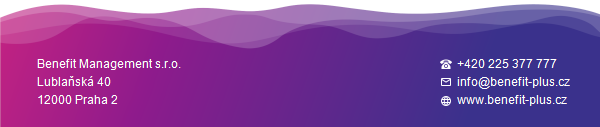 Benefit Management s.r.o.
Lublaňská 40
12000 Praha 2
+420 225 377 777
info@benefit-plus.cz
www.benefit-plus.cz